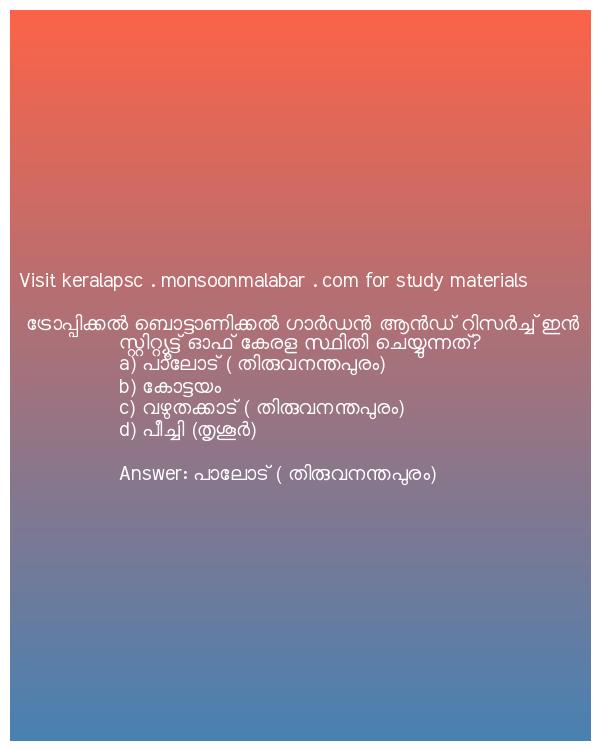 Visit keralapsc . monsoonmalabar . com for study materials
ട്രോപ്പിക്കൽ ബൊട്ടാണിക്കൽ ഗാർഡൻ ആൻഡ് റിസർച്ച് ഇൻ
സ്റ്റിറ്റ്യൂട്ട് ഓഫ് കേരള സ്ഥിതി ചെയ്യുന്നത്?
a) പാലോട് ( തിരുവനന്തപുരം)
b) കോട്ടയം
c) വഴുതക്കാട് ( തിരുവനന്തപുരം)
d) പീച്ചി (തൃശൂർ)
Answer: പാലോട് ( തിരുവനന്തപുരം)